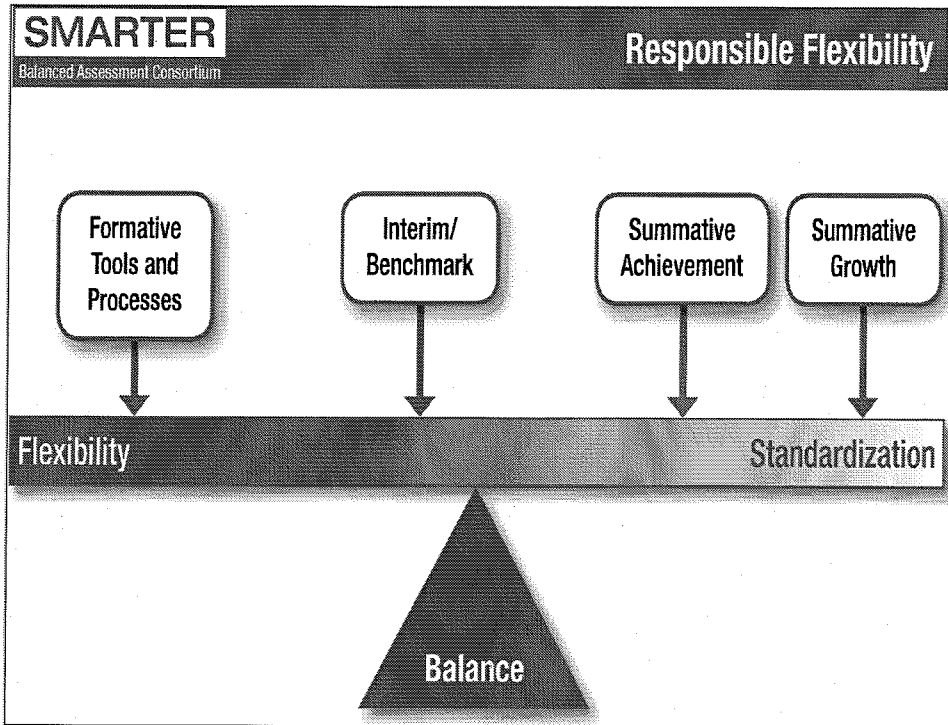 SMARTER
Balanced Assessment Consortium
Responsible Flexibility
Formative
Tools and
Processes
Interim/
Benchmark
Summative
Achievement
Summative
Growth
Flexibility
Standardization
Balance